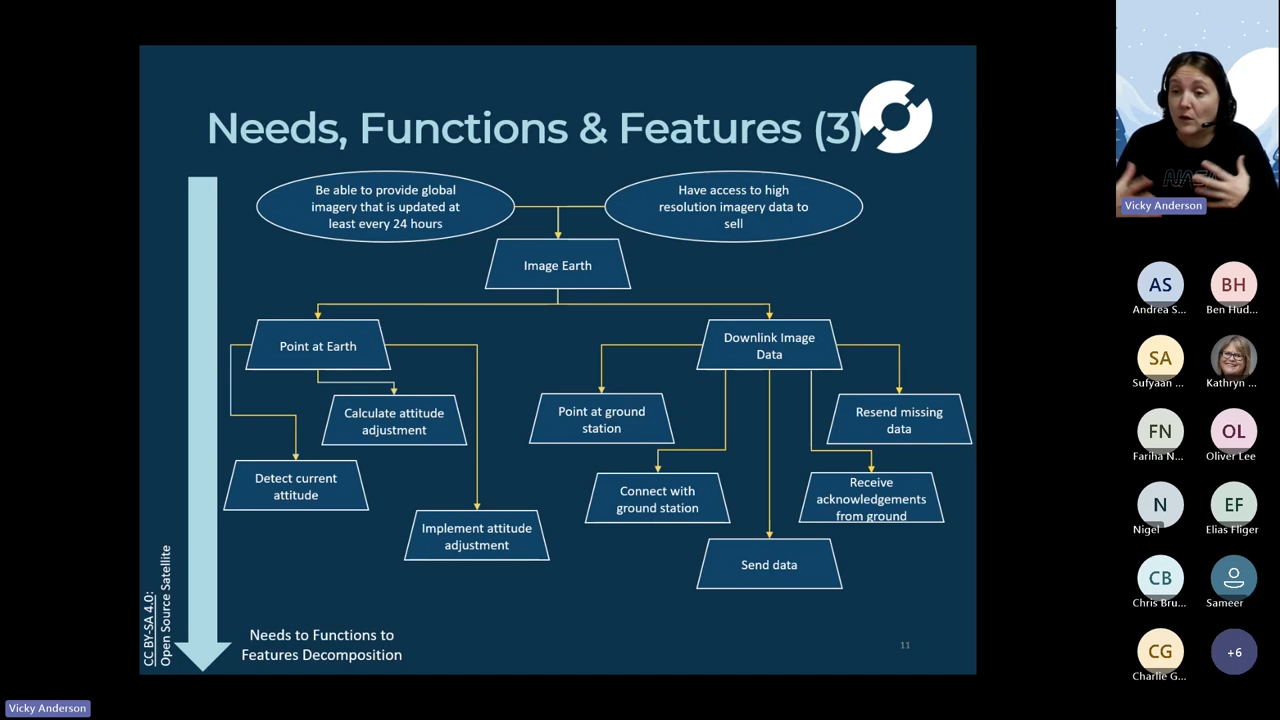 Needs, Functions & Features (3)
Be able to provide global
imagery that is updated at
least every 24 hours
Have access to high
resolution imagery data to
sell
Image Earth
Point at Earth
Downlink Image
Data
Calculate attitude
adjustment
Point at ground
station
Resend missing
data
Detect current
attitude
Connect with
ground station
Receive
acknowledgements
from ground
Implement attitude
adjustment
Send data
CC BY-SA 4.0:
Open Source Satellite
Needs to Functions to
Features Decomposition
11
Vicky Anderson
AS
Andrea S...
BH
Ben Hud...
SA
Sufyaan ...
Kathryn ...
FN
Fariha N...
OL
Oliver Lee
N
Nigel
EF
Elias Fliger
CB
Chris Bru...
Sameer
CG
Charlie G...
+6
Vicky Anderson